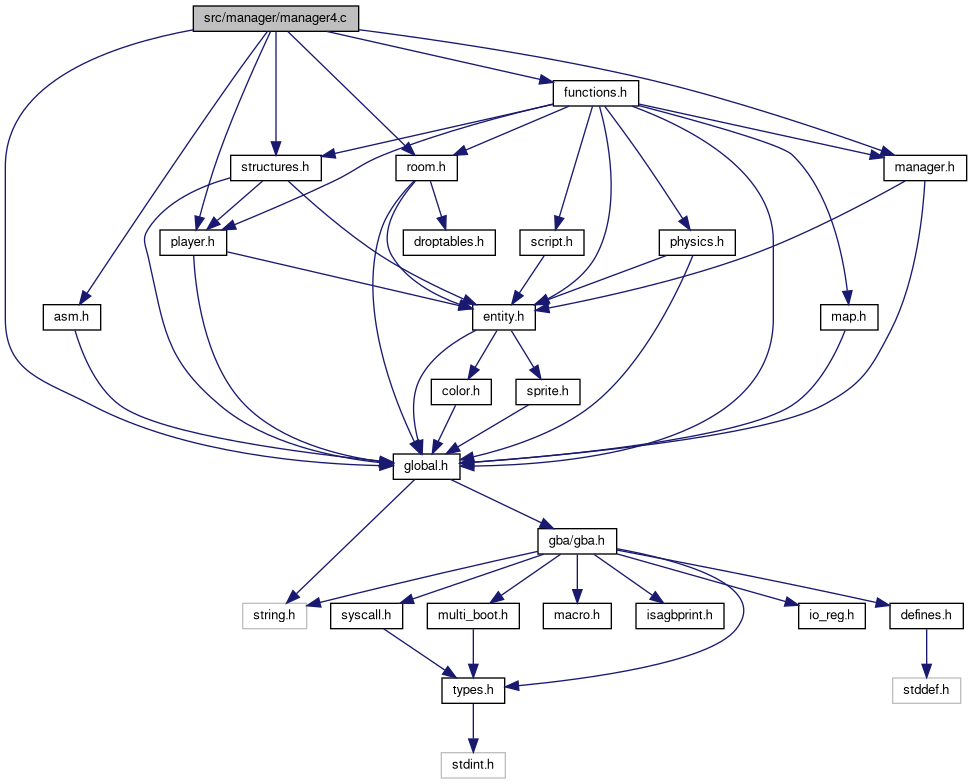 src/manager/manager4.c
functions.h
structures.h
room.h
manager.h
player.h
droptables.h
script.h
physics.h
asm.h
entity.h
map.h
color.h
sprite.h
global.h
gba/gba.h
string.h
syscall.h
multi_boot.h
macro.h
isagbprint.h
io_reg.h
defines.h
types.h
stddef.h
stdint.h